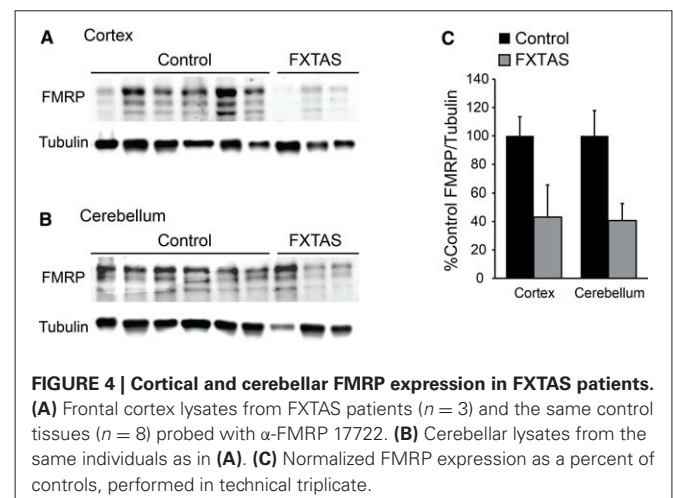 A Cortex
Control FXTAS
FMRP
Tubulin
B Cerebellum
Control FXTAS
FMRP
Tubulin
C
Control
FXTAS
%Control FMRP/Tubulin
140
120
100
80
60
40
20
0
Cortex Cerebellum
FIGURE 4 | Cortical and cerebellar FMRP expression in FXTAS patients.
(A) Frontal cortex lysates from FXTAS patients (n = 3) and the same control
tissues (n = 8) probed with α-FMRP 17722. (B) Cerebellar lysates from the
same individuals as in (A). (C) Normalized FMRP expression as a percent of
controls, performed in technical triplicate.